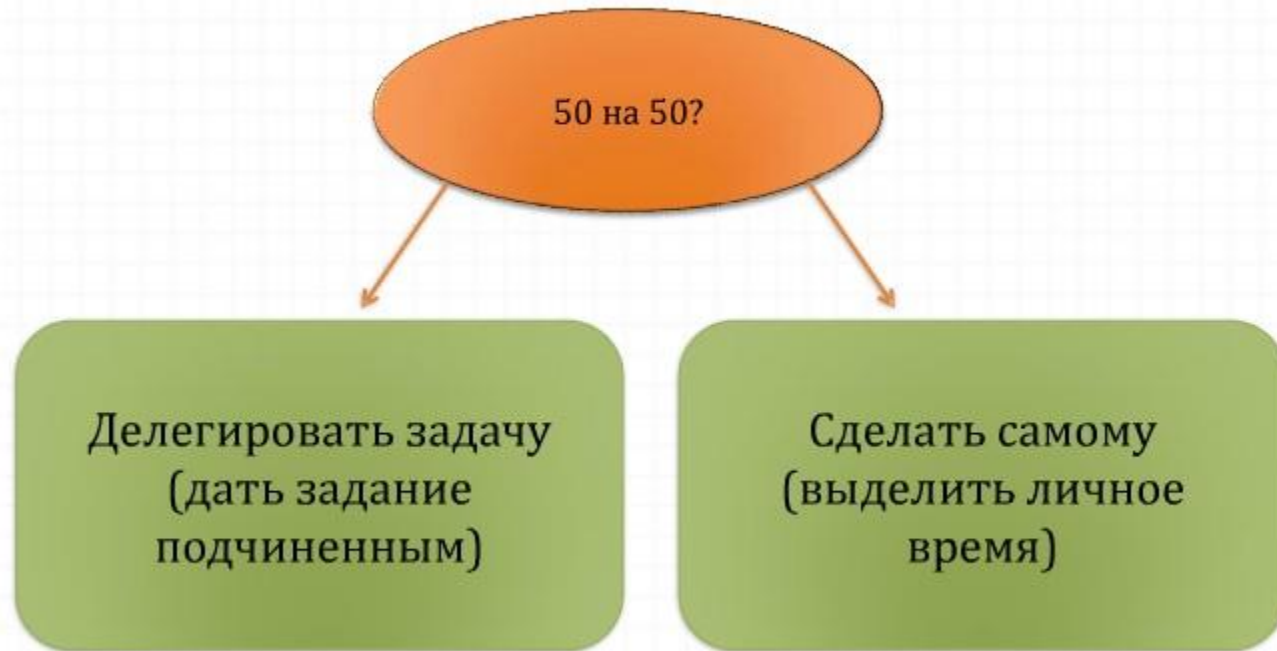 50 на 50?
Делегировать задачу
(дать задание
подчиненным)
Сделать самому
(выделить личное
время)